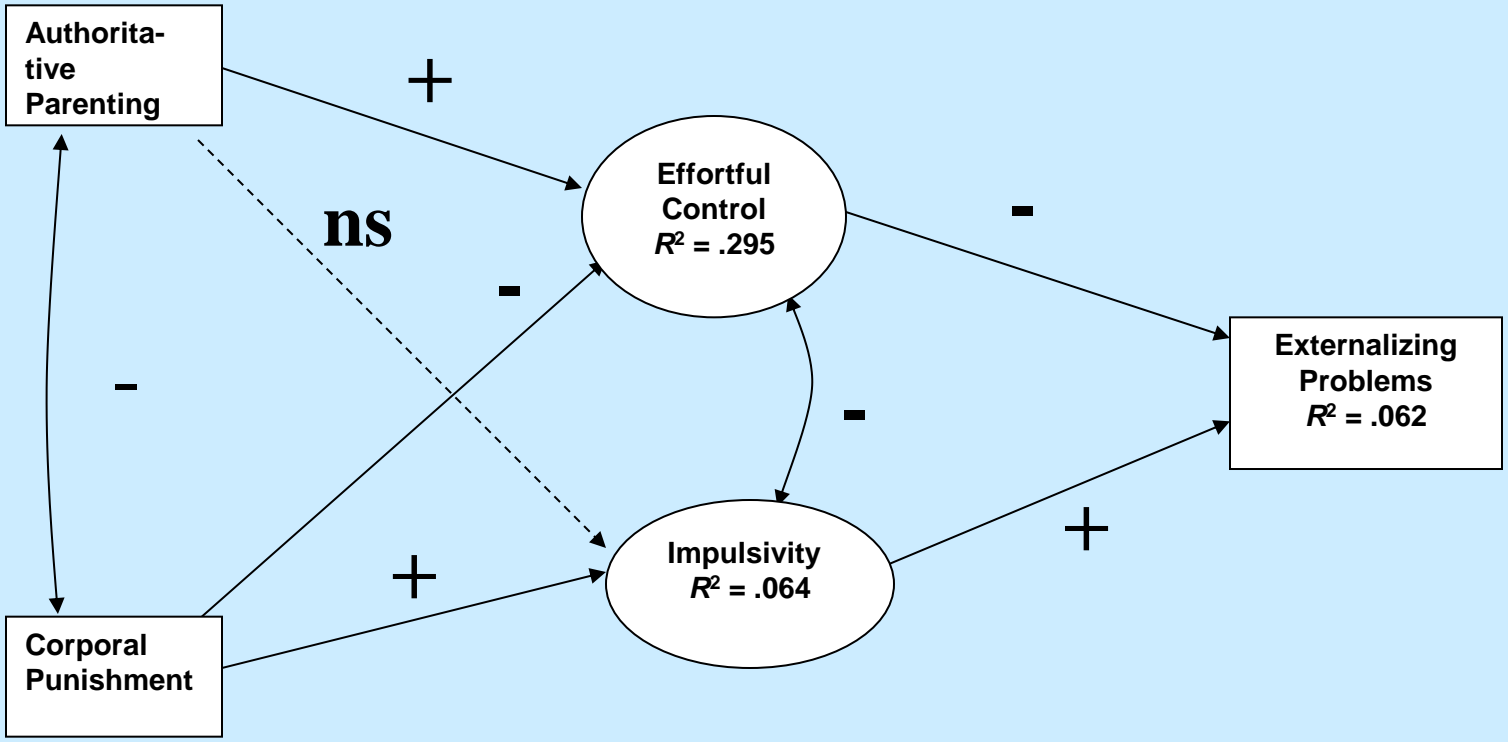 Authorita-
tive
Parenting
+
Effortful
Control
R² = .295
-
ns
-
Externalizing
Problems
R² = .062
-
-
+
Impulsivity
R² = .064
+
Corporal
Punishment